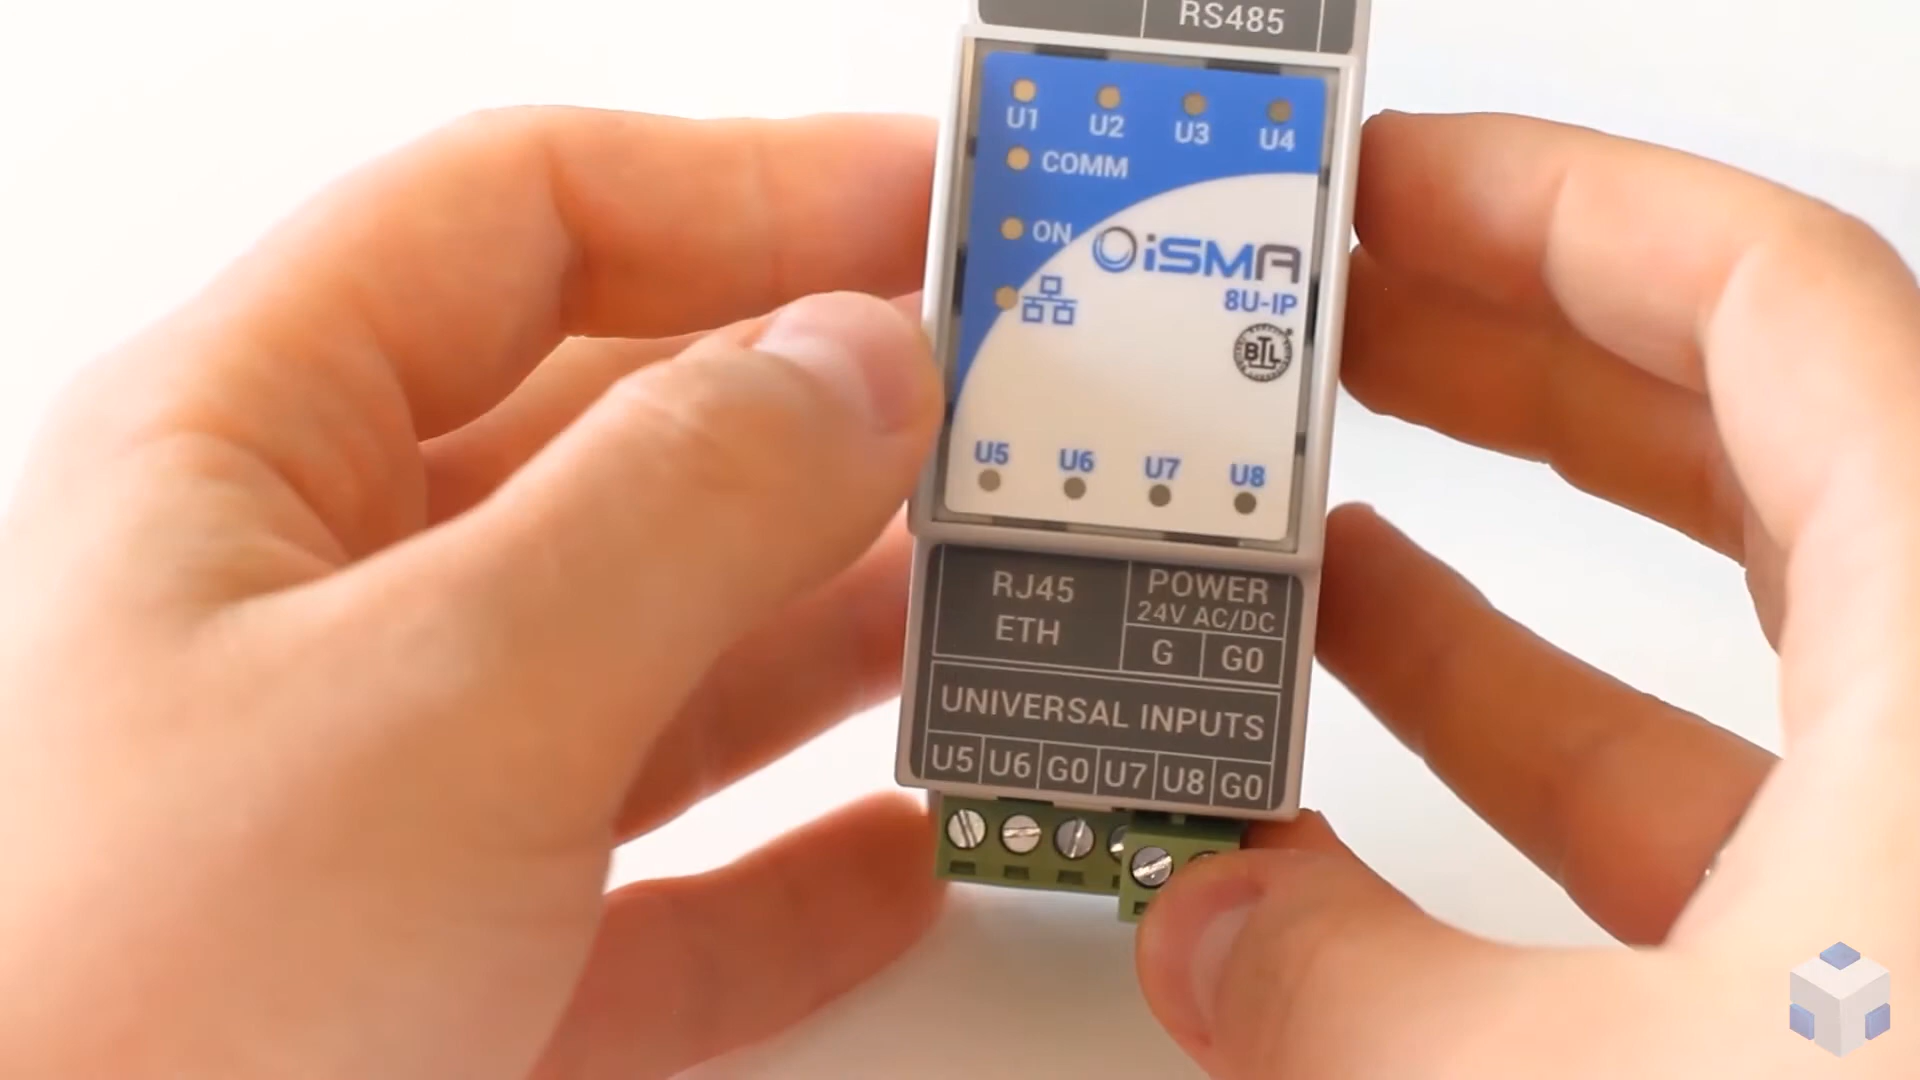 RS485
U1 U2 U3 U4
COMM
ON
iSMA
8U-IP
BTL
U5 U6 U7 U8
RJ45
ETH
POWER
24V AC/DC
G G0
UNIVERSAL INPUTS
U5 U6 G0 U7 U8 G0